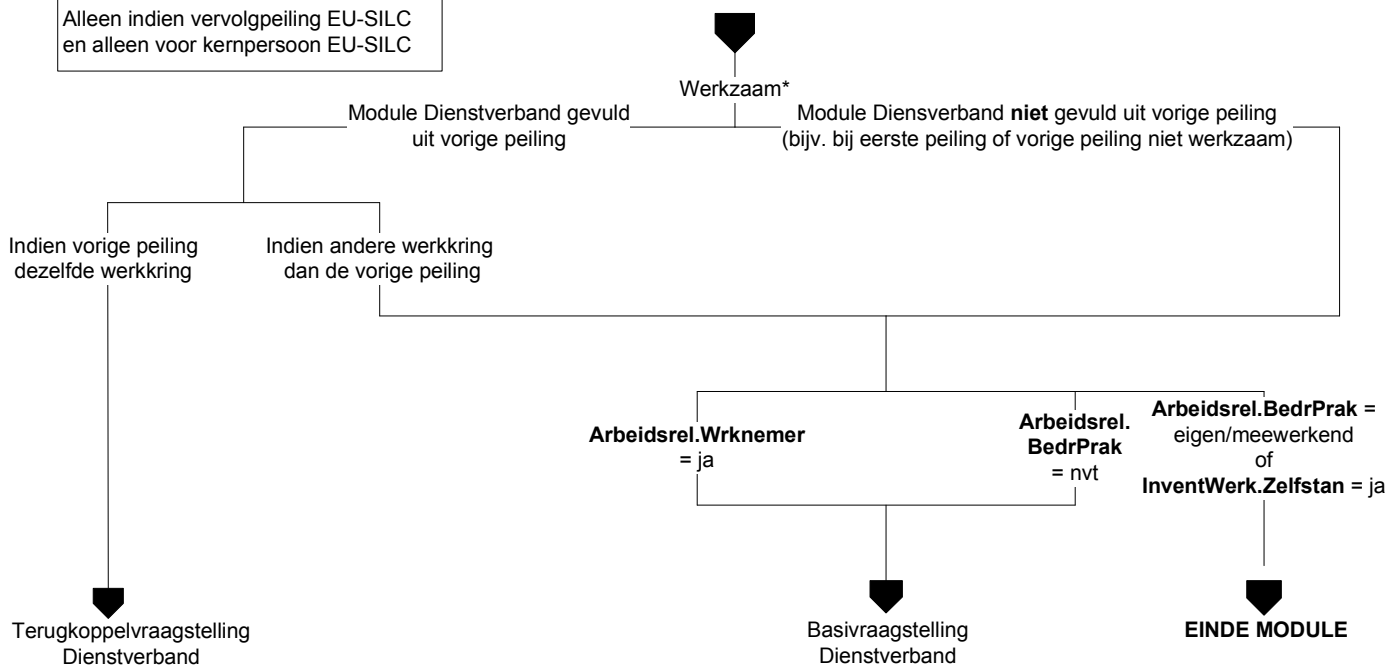 Alleen indien vervolgpeiling EU-SILC
en alleen voor kernpersoon EU-SILC
Werkzaam*
Module Dienstverband gevuld
uit vorige peiling
Module Diensverband niet gevuld uit vorige peiling
(bijv. bij eerste peiling of vorige peiling niet werkzaam)
Indien vorige peiling
dezelfde werkkring
Indien andere werkkring
dan de vorige peiling
Arbeidsrel.Wrknemer
= ja
Arbeidsrel.
BedrPrak
= nvt
Arbeidsrel.BedrPrak =
eigen/meewerkend
of
InventWerk.Zelfstan = ja
Terugkoppelvraagstelling
Dienstverband
Basivraagstelling
Dienstverband
EINDE MODULE